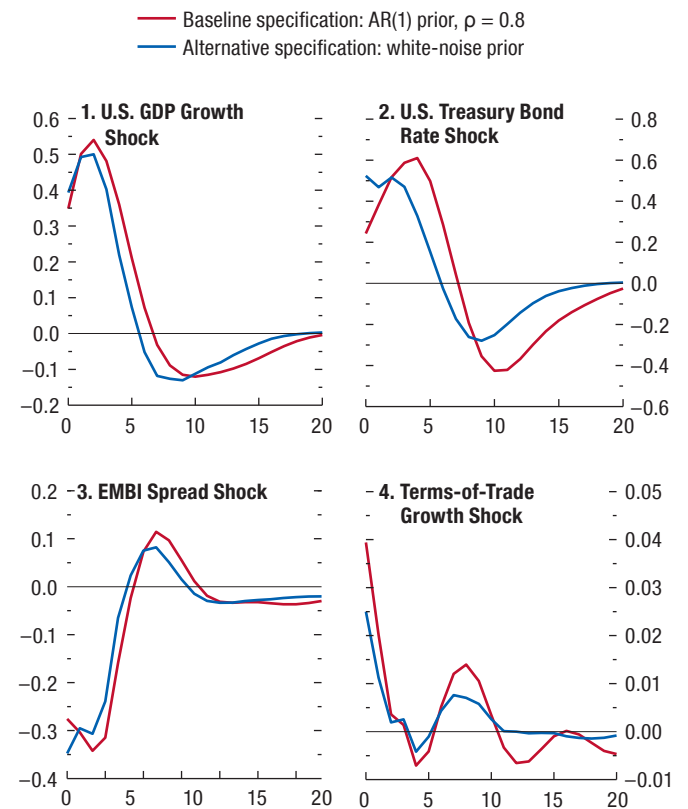 Baseline specification: AR(1) prior, ρ = 0.8
Alternative specification: white-noise prior
1. U.S. GDP Growth
Shock
0.6
0.5
0.4
0.3
0.2
0.1
0.0
–0.1
–0.2
0 5 10 15 20
2. U.S. Treasury Bond
Rate Shock
0.8
0.6
0.4
0.2
0.0
–0.2
–0.4
–0.6
0 5 10 15 20
3. EMBI Spread Shock
0.2
0.1
0.0
–0.1
–0.2
–0.3
–0.4
0 5 10 15 20
4. Terms-of-Trade
Growth Shock
0.05
0.04
0.03
0.02
0.01
0.00
–0.01
0 5 10 15 20